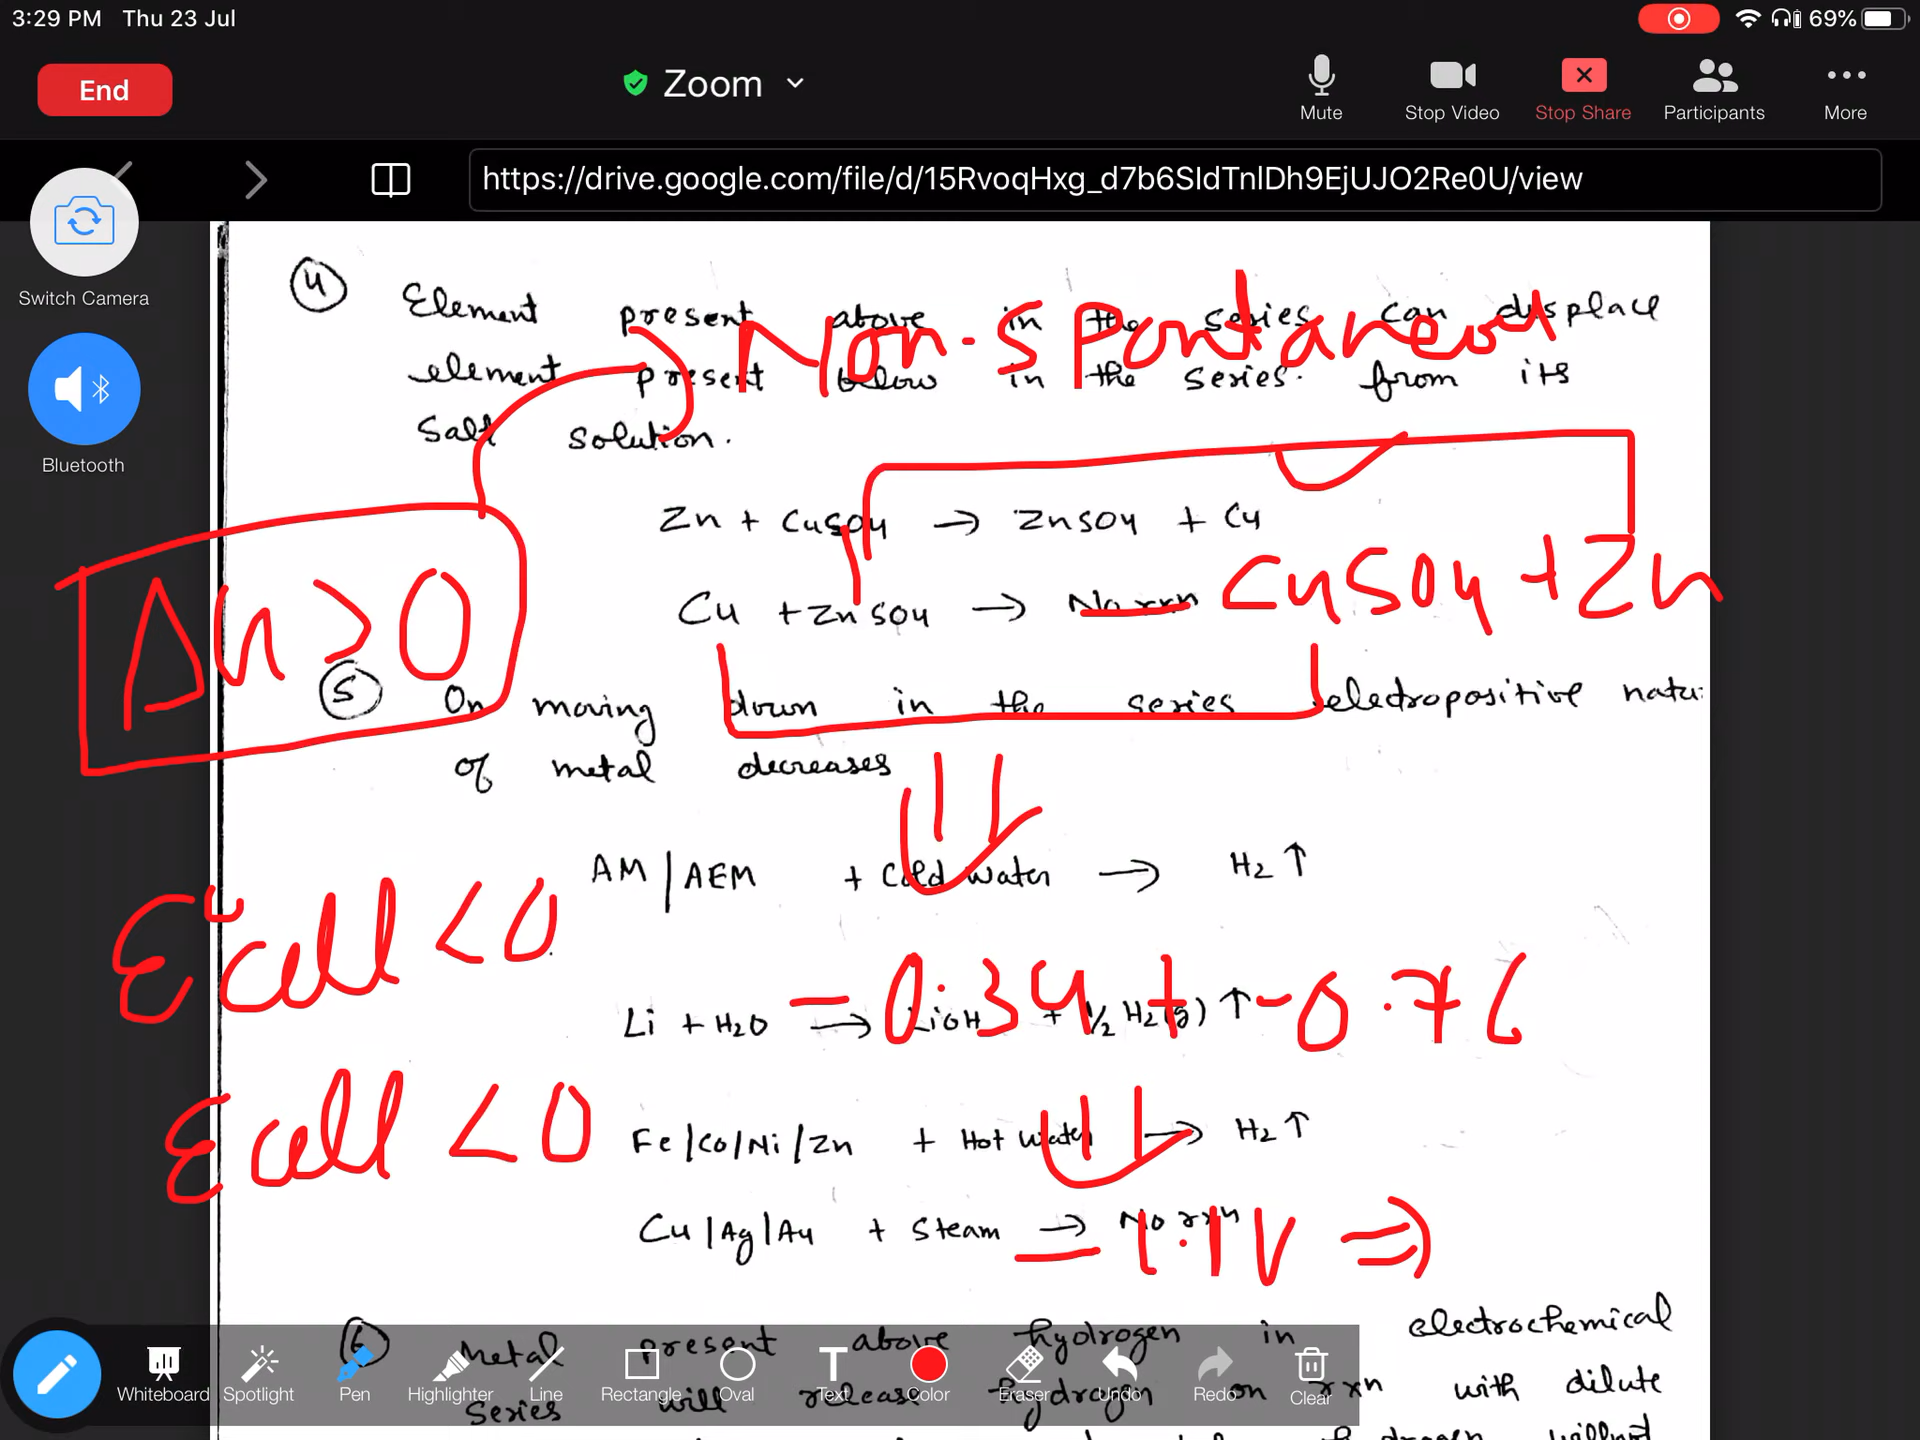 3:29 PM Thu 23 Jul
69%
End
Zoom
Mute
Stop Video
Stop Share
Participants
More
https://drive.google.com/file/d/15RvoqHxg_d7b6SIdTnlDh9EjUJO2Re0U/view
Switch Camera
Bluetooth
④ Element present above in the series can displace
Non-spontaneous
element present below in the series. from its
salt solution.
Zn + CuSO4 → ZnSO4 + Cu
Cu + ZnSO4 → No rxn CuSO4 + Zn
Δn > 0
⑤ On moving down in the series electropositive natu
of metal decreases
AM/AEM + Cold water → H2 ↑
E° cell < 0
Li + H2O → LiOH + 1/2 H2(g) ↑
= 0.34 + -0.76
E cell < 0
Fe/Co/Ni/Zn + Hot water → H2 ↑
Cu/Ag/Au + Steam → No rxn
= 1.1V ⇒
⑥ Metal present above hydrogen in electrochemical
series will release hydrogen on rxn with dilute
Whiteboard
Spotlight
Pen
Highlighter
Line
Rectangle
Oval
Text
Color
Eraser
Undo
Redo
Clear